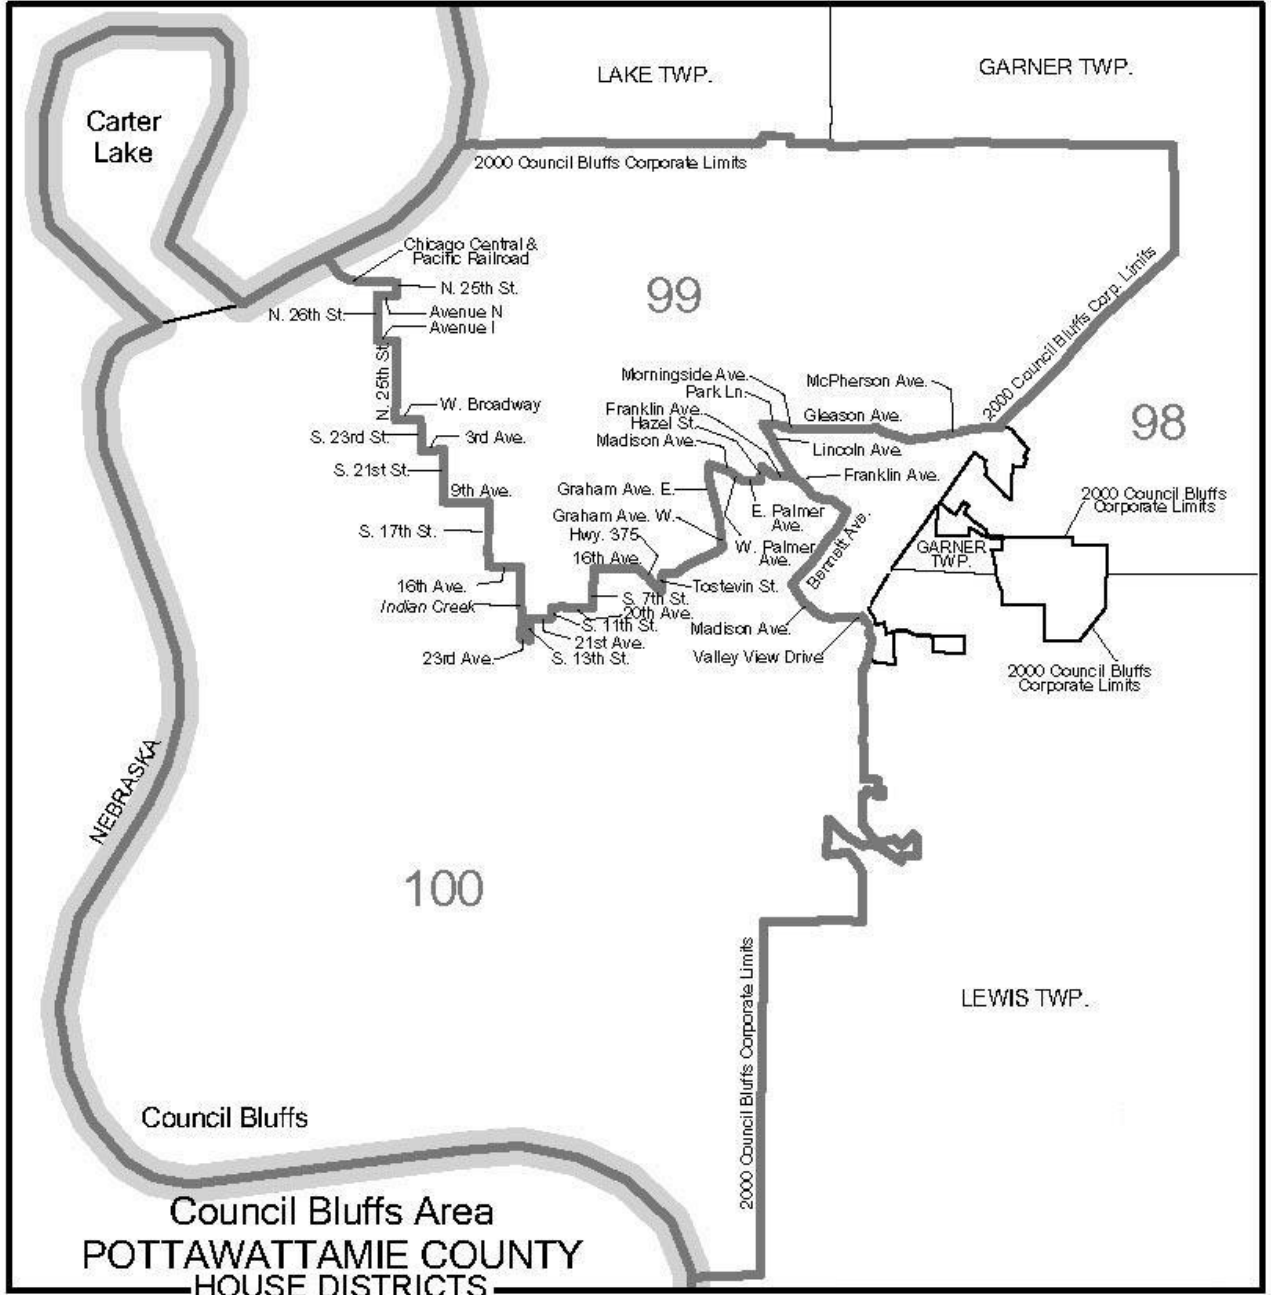 LAKE TWP.
GARNER TWP.
Carter
Lake
2000 Council Bluffs Corporate Limits
Chicago Central &
Pacific Railroad
N. 25th St.
N. 26th St.
Avenue N
Avenue I
99
2000 Council Bluffs Corp. Limits
N. 25th St.
Morningside Ave.
McPherson Ave.
Park Ln.
W. Broadway
Franklin Ave.
Gleason Ave.
Hazel St.
98
S. 23rd St.
3rd Ave.
Madison Ave.
Lincoln Ave.
S. 21st St.
Franklin Ave.
9th Ave.
Graham Ave. E.
2000 Council Bluffs
Corporate Limits
E. Palmer
Ave.
Graham Ave. W.
S. 17th St.
Hwy. 375
Bennett Ave.
W. Palmer
Ave.
GARNER
TWP.
16th Ave.
16th Ave.
Tostevin St.
S. 7th St.
Indian Creek
20th Ave.
S. 11th St.
Madison Ave.
21st Ave.
23rd Ave.
S. 13th St.
Valley View Drive
2000 Council Bluffs
Corporate Limits
NEBRASKA
100
2000 Council Bluffs Corporate Limits
LEWIS TWP.
Council Bluffs
Council Bluffs Area
POTTAWATTAMIE COUNTY
HOUSE DISTRICTS